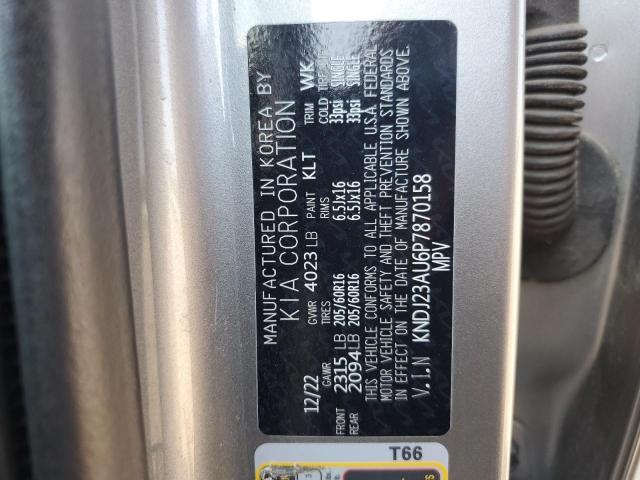 MANUFACTURED IN KOREA BY
KIA CORPORATION
12/22 GVWR 4023 LB PAINT KLT TRIM WK
GAWR TIRES RIMS COLD TIRE
FRONT 2315 LB 205/60R16 6.5Jx16 33psi SINGLE
REAR 2094LB 205/60R16 6.5Jx16 33psi SINGLE
THIS VEHICLE CONFORMS TO ALL APPLICABLE U.S.A. FEDERAL
MOTOR VEHICLE SAFETY AND THEFT PREVENTION STANDARDS
IN EFFECT ON THE DATE OF MANUFACTURE SHOWN ABOVE.
V.I.N KNDJ23AU6P7870158
MPV
T66